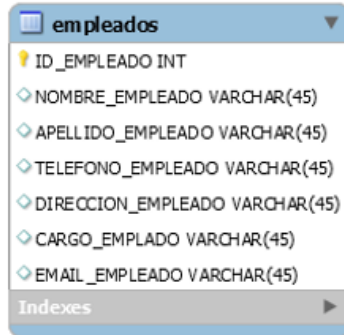 empleados
ID_EMPLEADO INT
NOMBRE_EMPLEADO VARCHAR(45)
APELLIDO_EMPLEADO VARCHAR(45)
TELEFONO_EMPLEADO VARCHAR(45)
DIRECCION_EMPLEADO VARCHAR(45)
CARGO_EMPLADO VARCHAR(45)
EMAIL_EMPLEADO VARCHAR(45)
Indexes